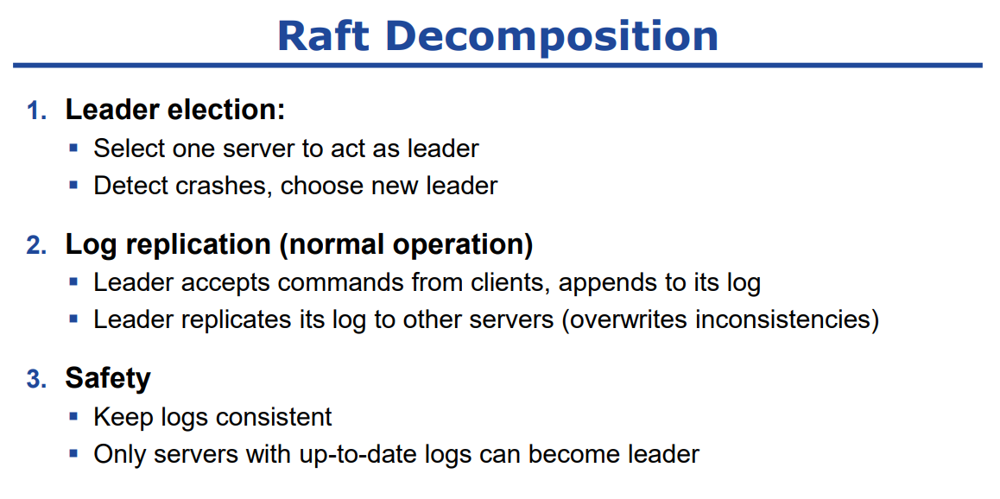 Raft Decomposition
1. Leader election:
▪ Select one server to act as leader
▪ Detect crashes, choose new leader
2. Log replication (normal operation)
▪ Leader accepts commands from clients, appends to its log
▪ Leader replicates its log to other servers (overwrites inconsistencies)
3. Safety
▪ Keep logs consistent
▪ Only servers with up-to-date logs can become leader